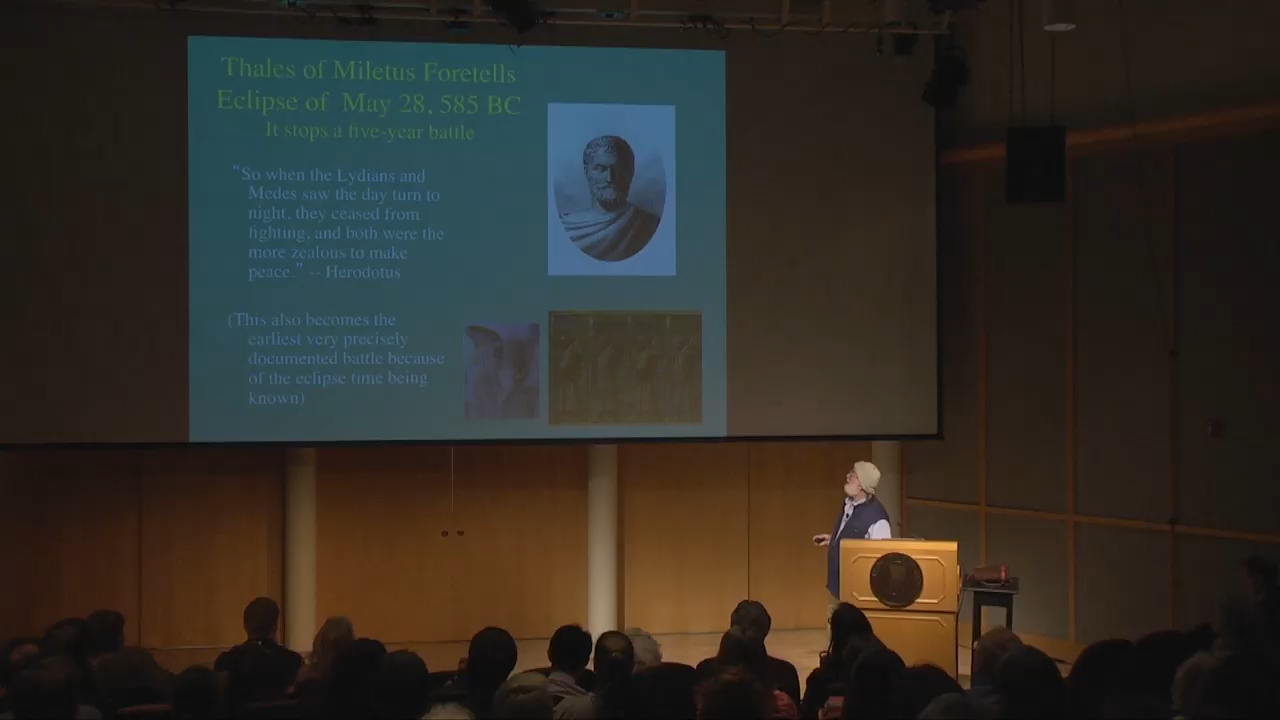 Thales of Miletus Foretells
Eclipse of May 28, 585 BC
It stops a five-year battle
“So when the Lydians and
Medes saw the day turn to
night, they ceased from
fighting, and both were the
more zealous to make
peace.” -- Herodotus
(This also becomes the
earliest very precisely
documented battle because
of the eclipse time being
known)